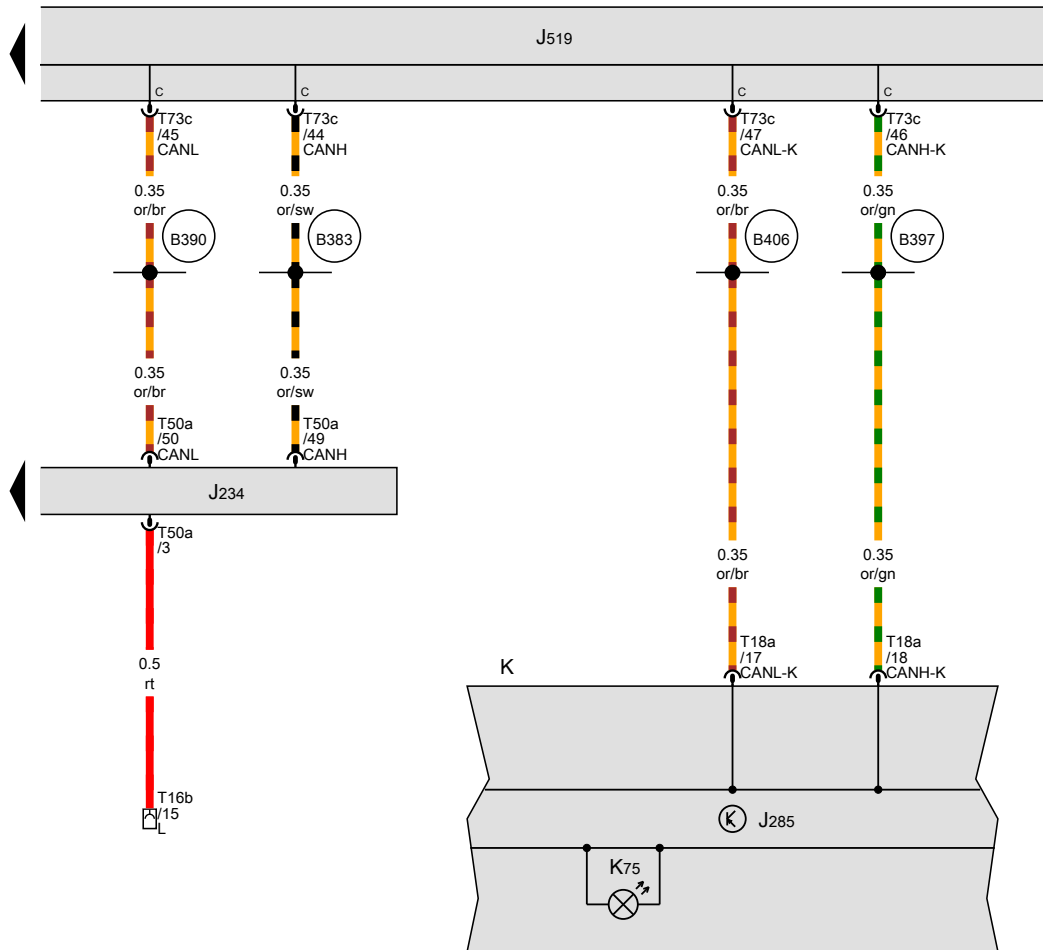 J519
C
C
C
C
T73c
/45
CANL
T73c
/44
CANH
T73c
/47
CANL-K
T73c
/46
CANH-K
0.35
or/br
0.35
or/sw
0.35
or/br
0.35
or/gn
B390
B383
B406
B397
0.35
or/br
0.35
or/sw
T50a
/50
CANL
T50a
/49
CANH
J234
T50a
/3
0.35
or/br
0.35
or/gn
T18a
/17
CANL-K
T18a
/18
CANH-K
0.5
rt
K
T16b
/15
L
J285
K75